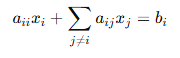 $a_{ii}x_i + \sum_{j \neq i} a_{ij}x_j = b_i$